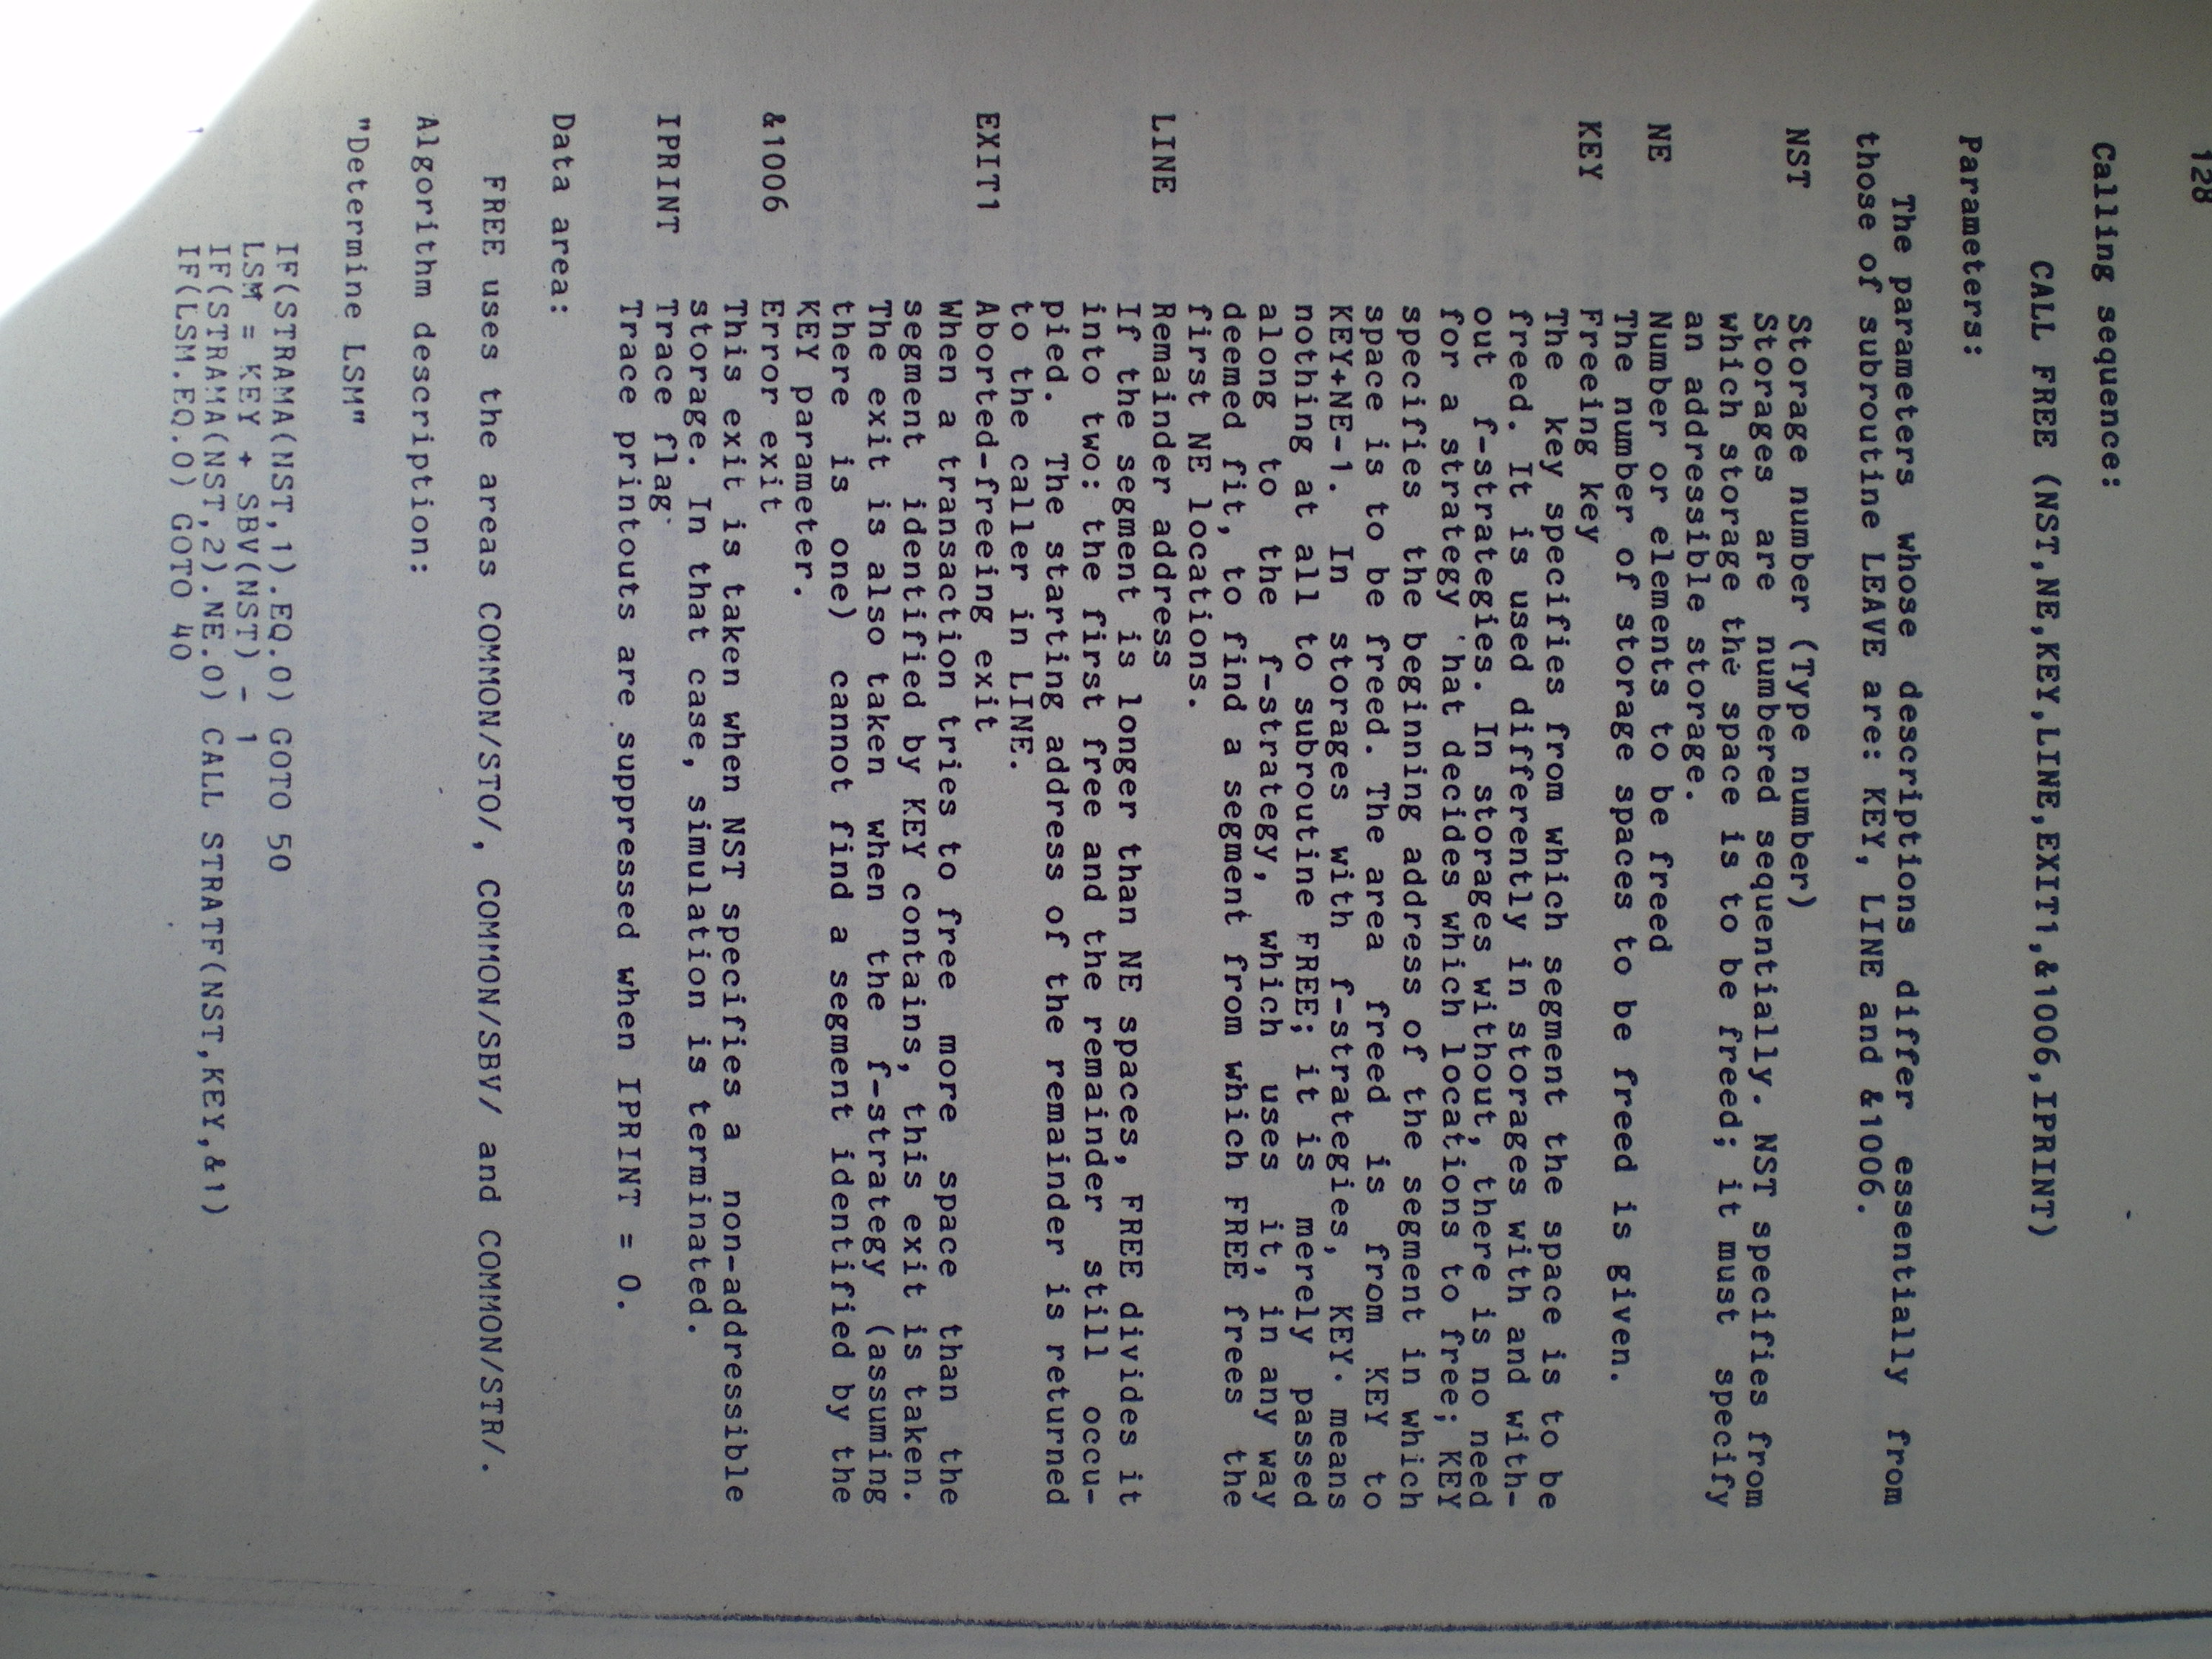 128
Calling sequence:
CALL FREE (NST,NE,KEY,LINE,EXIT1,&1006,IPRINT)
Parameters:
The parameters whose descriptions differ essentially from
those of subroutine LEAVE are: KEY, LINE and &1006.
NST Storage number (Type number)
Storages are numbered sequentially. NST specifies from
which storage the space is to be freed; it must specify
an addressible storage.
NE Number or elements to be freed
The number of storage spaces to be freed is given.
KEY Freeing key
The key specifies from which segment the space is to be
freed. It is used differently in storages with and with-
out f-strategies. In storages without, there is no need
for a strategy 'hat decides which locations to free; KEY
specifies the beginning address of the segment in which
space is to be freed. The area freed is from KEY to
KEY+NE-1. In storages with f-strategies, KEY means
nothing at all to subroutine FREE; it is merely passed
along to the f-strategy, which uses it, in any way
deemed fit, to find a segment from which FREE frees the
first NE locations.
LINE Remainder address
If the segment is longer than NE spaces, FREE divides it
into two: the first free and the remainder still occu-
pied. The starting address of the remainder is returned
to the caller in LINE.
EXIT1 Aborted-freeing exit
When a transaction tries to free more space than the
segment identified by KEY contains, this exit is taken.
The exit is also taken when the f-strategy (assuming
there is one) cannot find a segment identified by the
KEY parameter.
&1006 Error exit
This exit is taken when NST specifies a non-addressible
storage. In that case, simulation is terminated.
IPRINT Trace flag
Trace printouts are suppressed when IPRINT = 0.
Data area:
FREE uses the areas COMMON/STO/, COMMON/SBV/ and COMMON/STR/.
Algorithm description:
"Determine LSM"
IF(STRAMA(NST,1).EQ.0) GOTO 50
LSM = KEY + SBV(NST) - 1
IF(STRAMA(NST,2).NE.0) CALL STRATF(NST,KEY,&1)
IF(LSM.EQ.0) GOTO 40